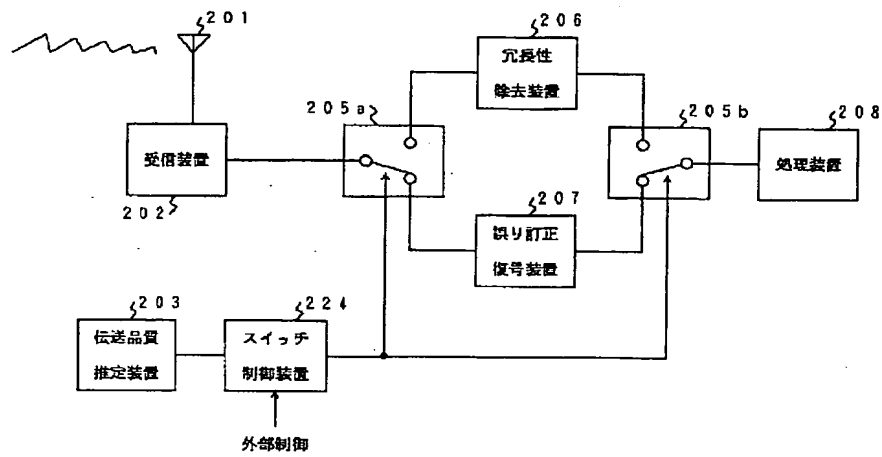 201
206
冗長性
除去装置
205a
205b
208
受信装置
処理装置
202
207
誤り訂正
復号装置
203
224
伝送品質
推定装置
スイッチ
制御装置
外部制御